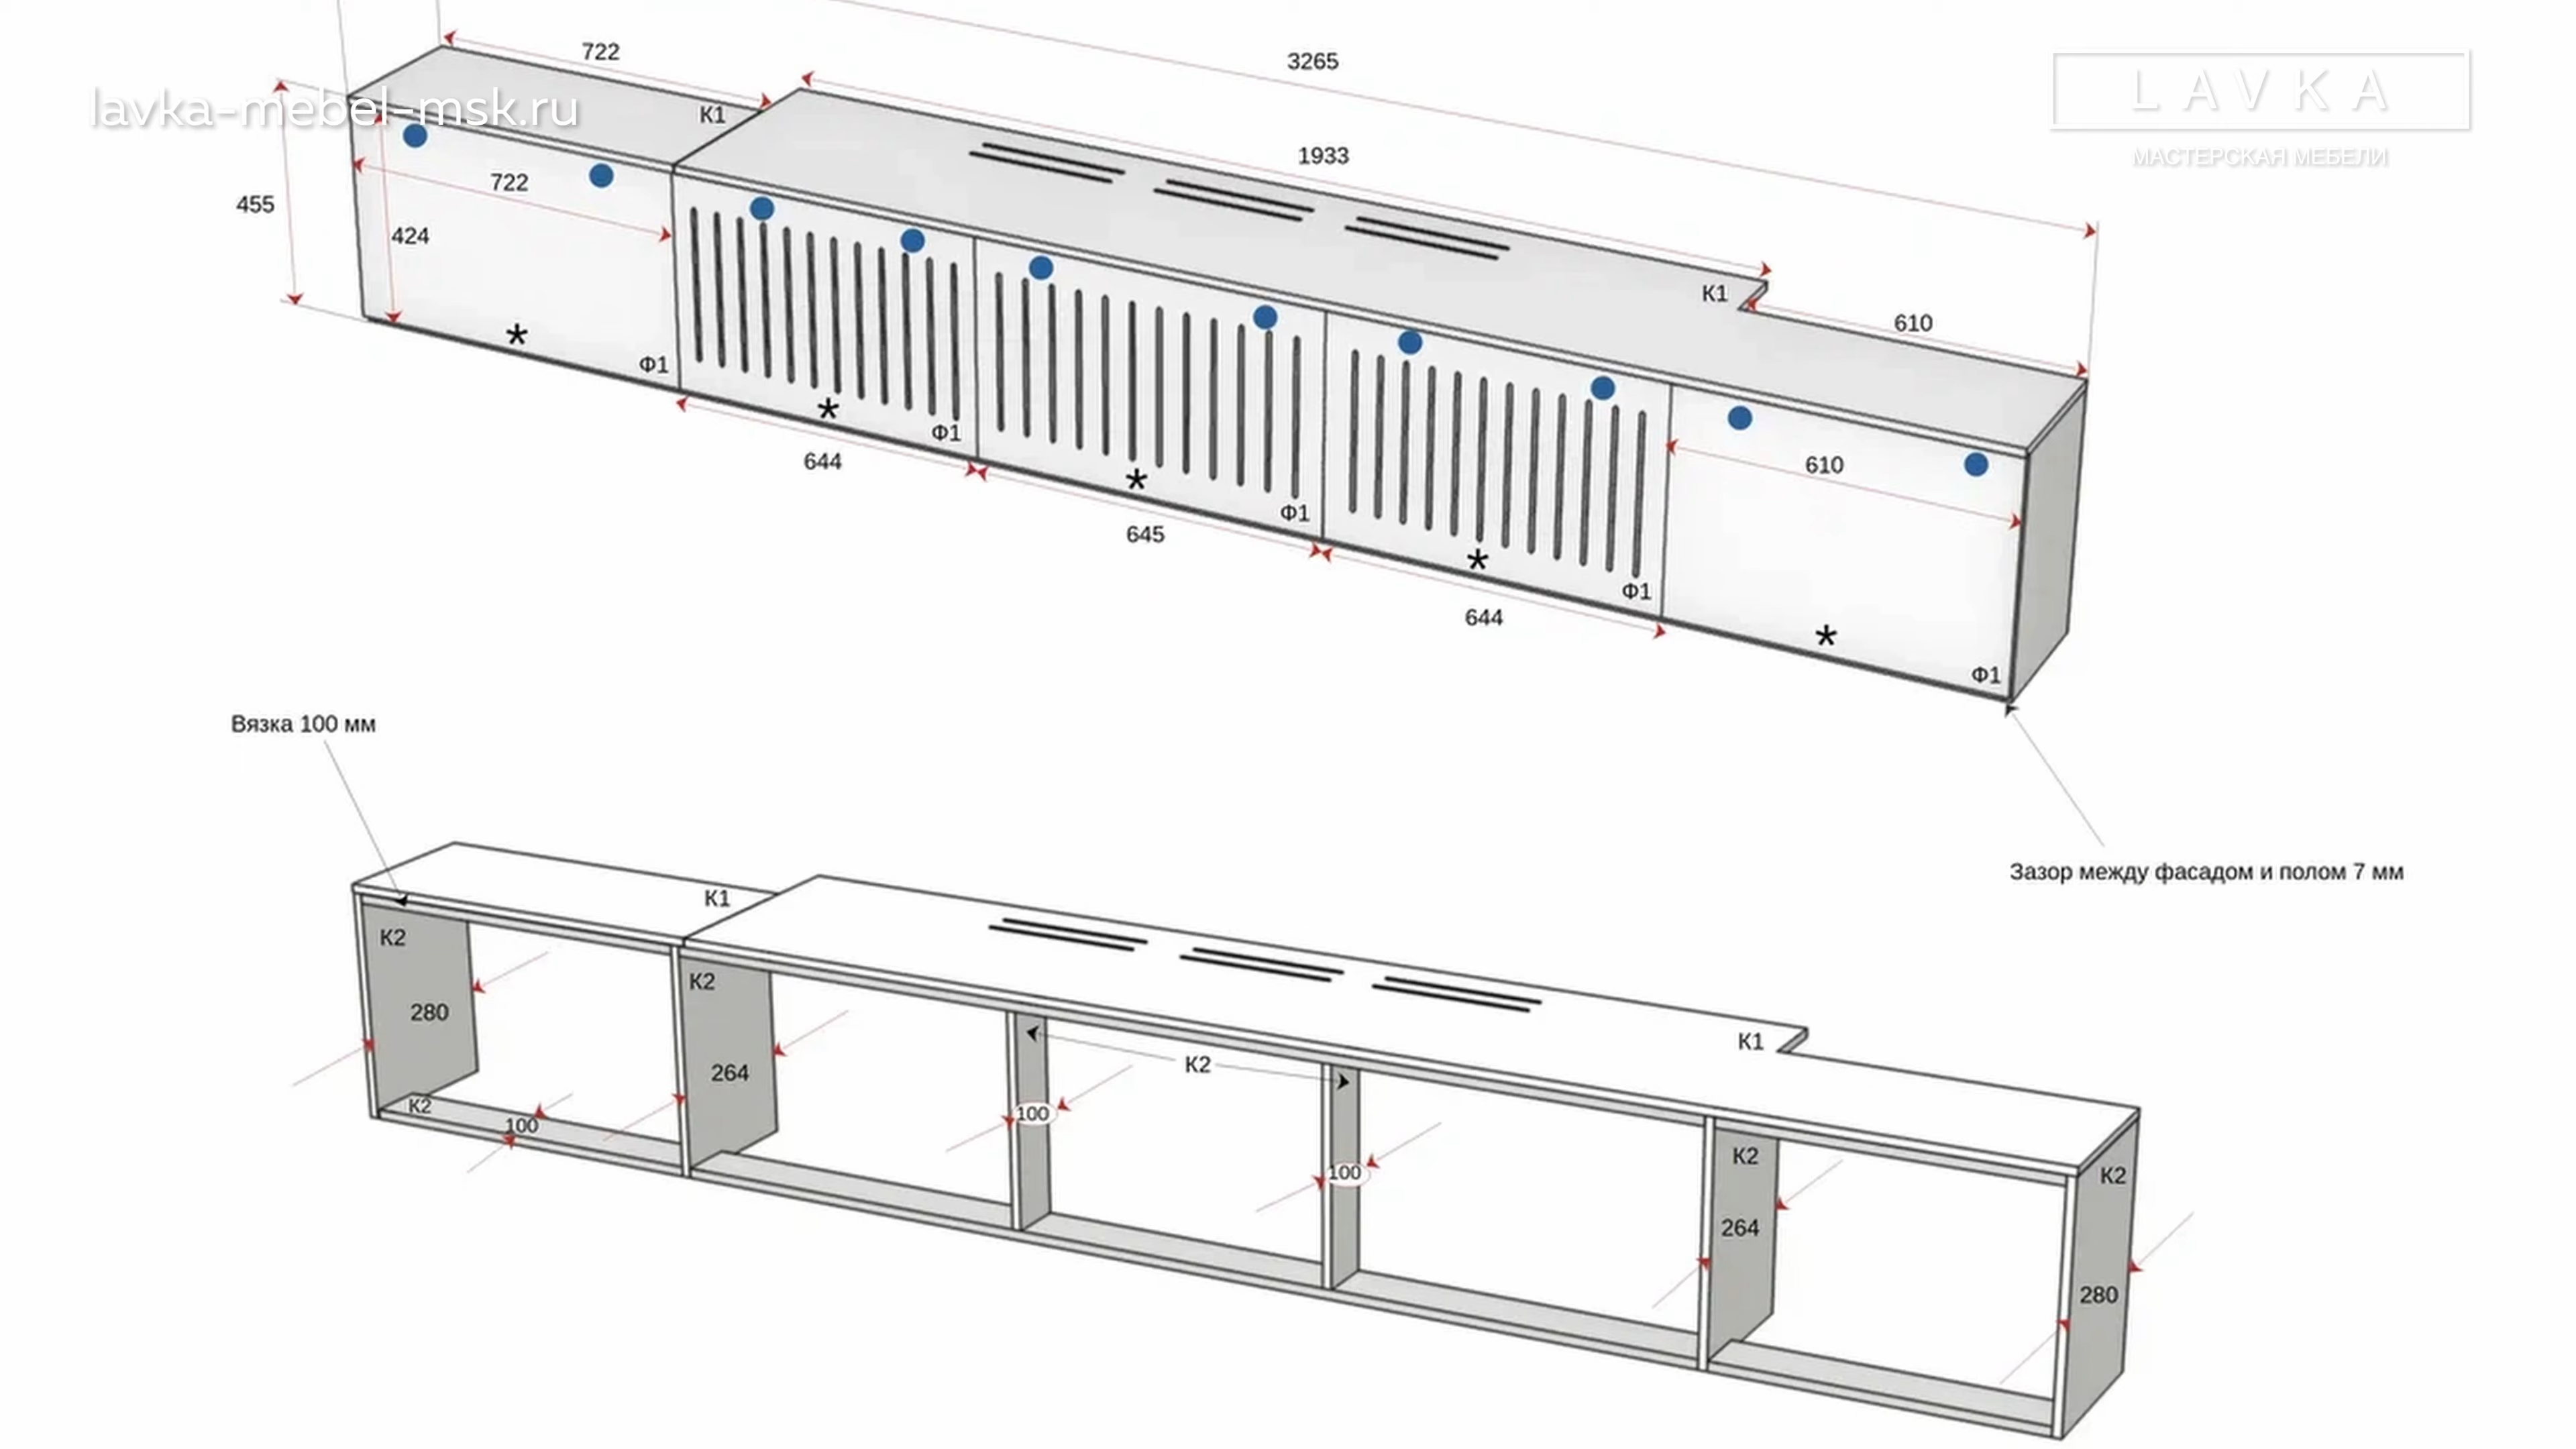 722
3265
lavka-mebel-msk.ru
К1
LAVKA
1933
МАСТЕРСКАЯ МЕБЕЛИ
722
455
424
К1
610
*
Ф1
*
Ф1
644
610
*
Ф1
645
*
Ф1
644
*
Ф1
Вязка 100 мм
Зазор между фасадом и полом 7 мм
К1
К2
К2
280
К1
К2
264
100
К2
100
К2
100
К2
264
К2
280